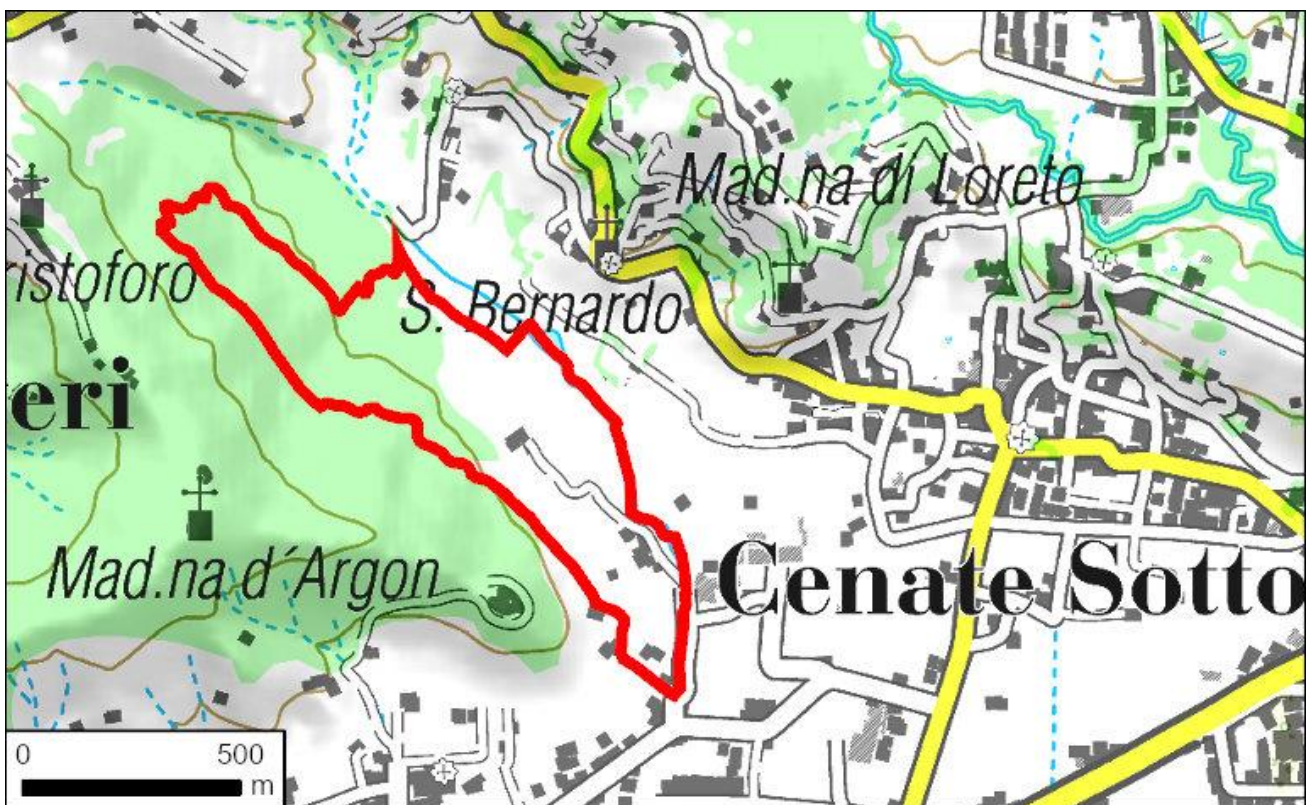 Mad.na di Loreto
ristoforo
S. Bernardo
eri
Mad.na d´Argon
Cenate Sotto
0 500
m